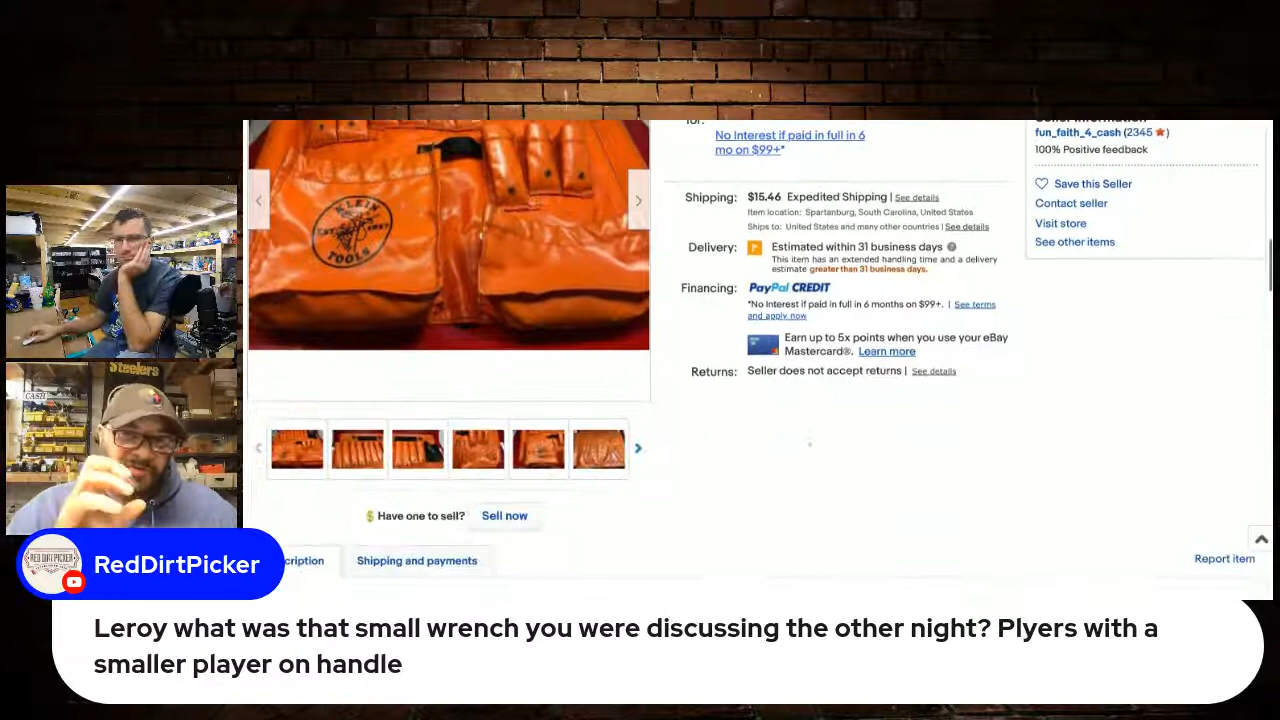 for:
No Interest if paid in full in 6
mo on $99+*
Shipping: $15.46 Expedited Shipping | See details
Item location: Spartanburg, South Carolina, United States
Ships to: United States and many other countries | See details
Delivery: Estimated within 31 business days
This item has an extended handling time and a delivery
estimate greater than 31 business days.
Financing: PayPal CREDIT
*No Interest if paid in full in 6 months on $99+. | See terms
and apply now
Earn up to 5x points when you use your eBay
Mastercard®. Learn more
Returns: Seller does not accept returns | See details
Seller information
fun_faith_4_cash (2345 ★)
100% Positive feedback
Save this Seller
Contact seller
Visit store
See other items
KLEIN
TOOLS
Steelers
CASH
Have one to sell? Sell now
cription
Shipping and payments
Report item
RED DIRT PICKER
RedDirtPicker
Leroy what was that small wrench you were discussing the other night? Plyers with a
smaller player on handle